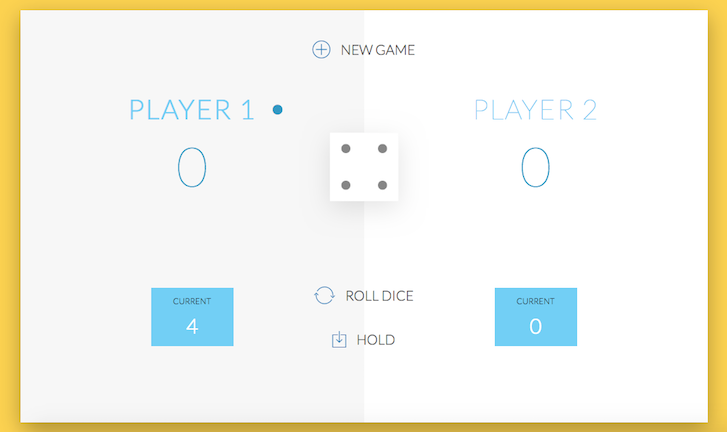 NEW GAME
PLAYER 1
PLAYER 2
0
0
ROLL DICE
CURRENT
4
CURRENT
0
HOLD